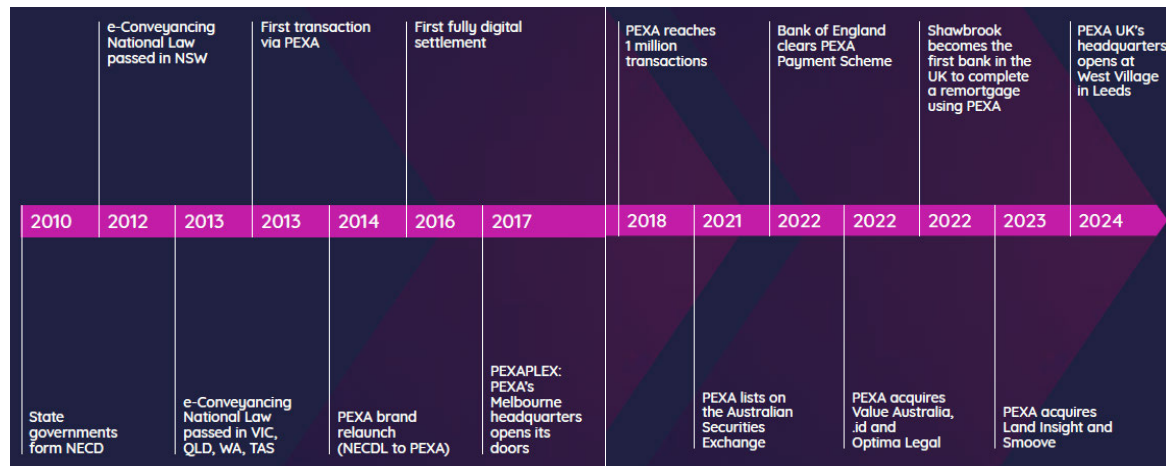 e-Conveyancing
National Law
passed in NSW
First transaction
via PEXA
First fully digital
settlement
PEXA reaches
1 million
transactions
Bank of England
clears PEXA
Payment Scheme
Shawbrook
becomes the
first bank in the
UK to complete
a remortgage
using PEXA
PEXA UK's
headquarters
opens at
West Village
in Leeds
2010
2012
2013
2013
2014
2016
2017
2018
2021
2022
2022
2022
2023
2024
State
governments
form NECD
e-Conveyancing
National Law
passed in VIC,
QLD, WA, TAS
PEXA brand
relaunch
(NECDL to PEXA)
PEXAPLEX:
PEXA's
Melbourne
headquarters
opens its
doors
PEXA lists on
the Australian
Securities
Exchange
PEXA acquires
Value Australia,
.id and
Optima Legal
PEXA acquires
Land Insight and
Smoove